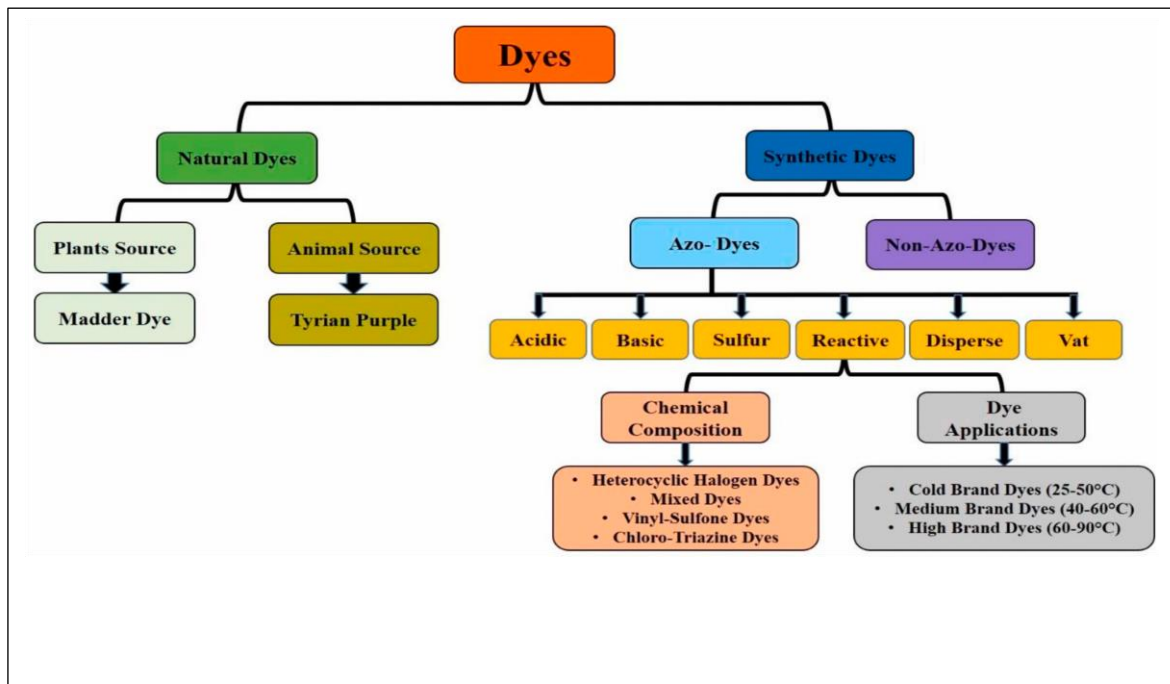 Dyes
Natural Dyes
Synthetic Dyes
Plants Source
Animal Source
Azo- Dyes
Non-Azo-Dyes
Madder Dye
Tyrian Purple
Acidic
Basic
Sulfur
Reactive
Disperse
Vat
Chemical
Composition
Dye
Applications
• Heterocyclic Halogen Dyes
• Mixed Dyes
• Vinyl-Sulfone Dyes
• Chloro-Triazine Dyes
• Cold Brand Dyes (25-50°C)
• Medium Brand Dyes (40-60°C)
• High Brand Dyes (60-90°C)